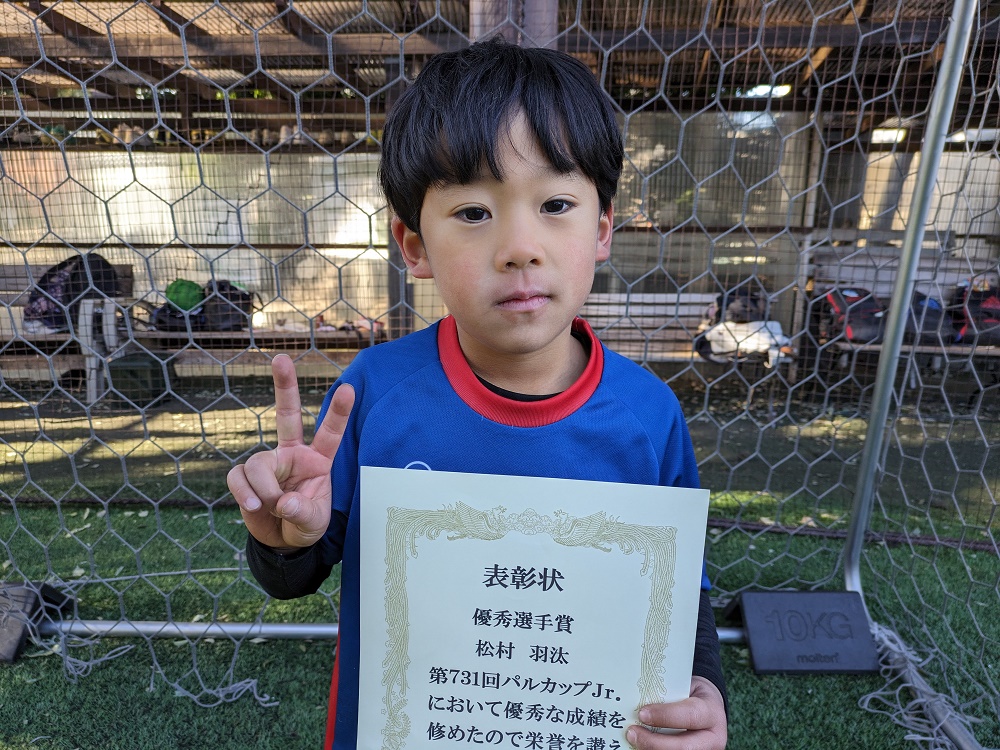 表彰状
優秀選手賞
松村 羽汰
第731回パルカップJr.
において優秀な成績を
修めたので栄誉を讃え
10KG
molten